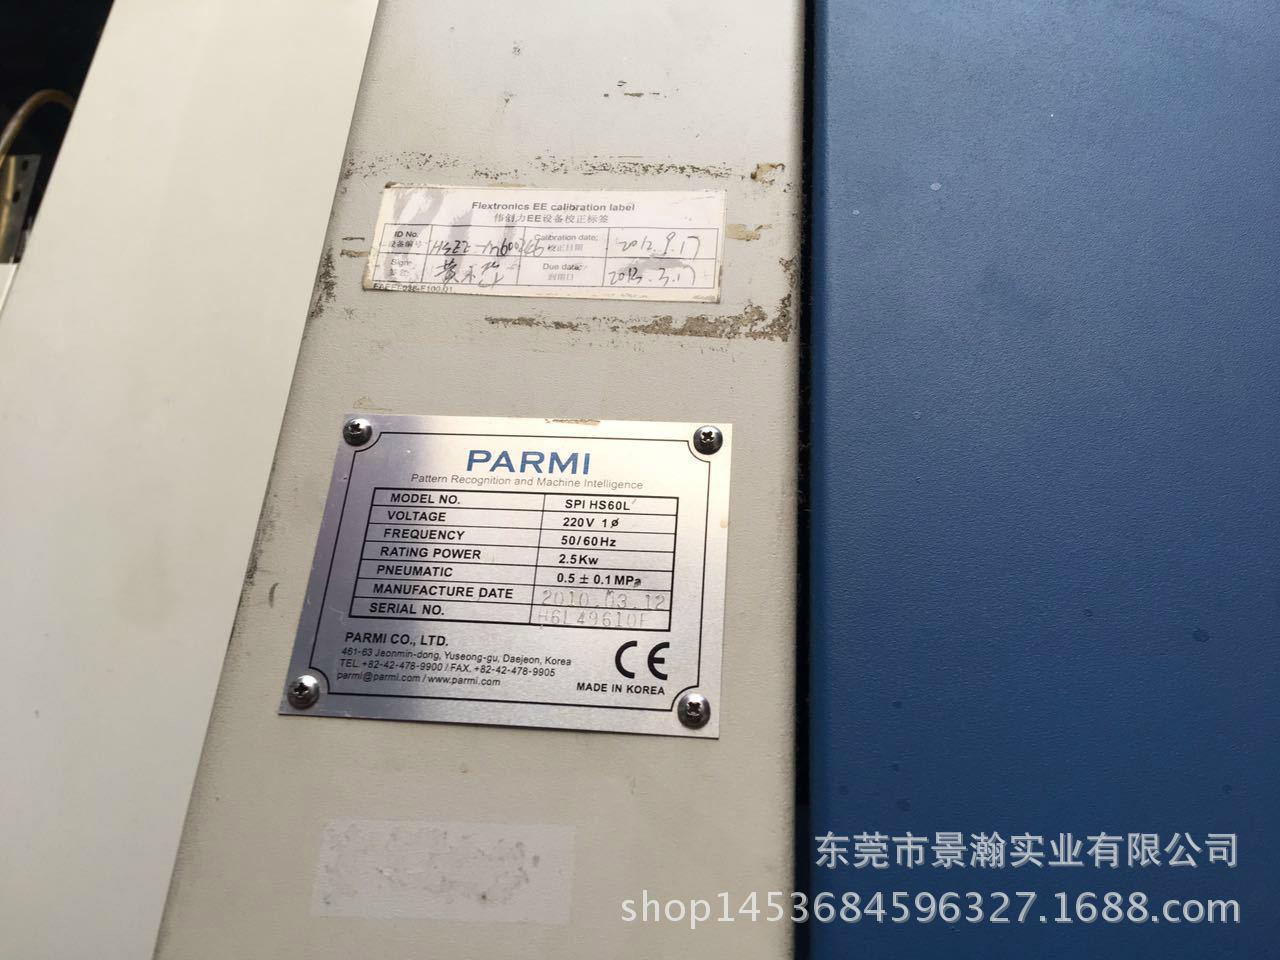 Flextronics EE calibration label
伟创力EE设备校正标签
ID No.
设备编号
Calibration date:
校正日期
2012.9.17
Sign:
签名:
Due date:
到期日
2013.3.17
PARMI
Pattern Recognition and Machine Intelligence
MODEL NO. SPI HS60L
VOLTAGE 220V 1Ø
FREQUENCY 50/60Hz
RATING POWER 2.5Kw
PNEUMATIC 0.5 ± 0.1 MPa
MANUFACTURE DATE 2010.03.12
SERIAL NO.
PARMI CO., LTD.
461-63 Jeonmin-dong, Yuseong-gu, Daejeon, Korea
TEL.+82-42-478-9900 / FAX. +82-42-478-9905
parmi@parmi.com / www.parmi.com
CE
MADE IN KOREA
东莞市景瀚实业有限公司
shop1453684596327.1688.com